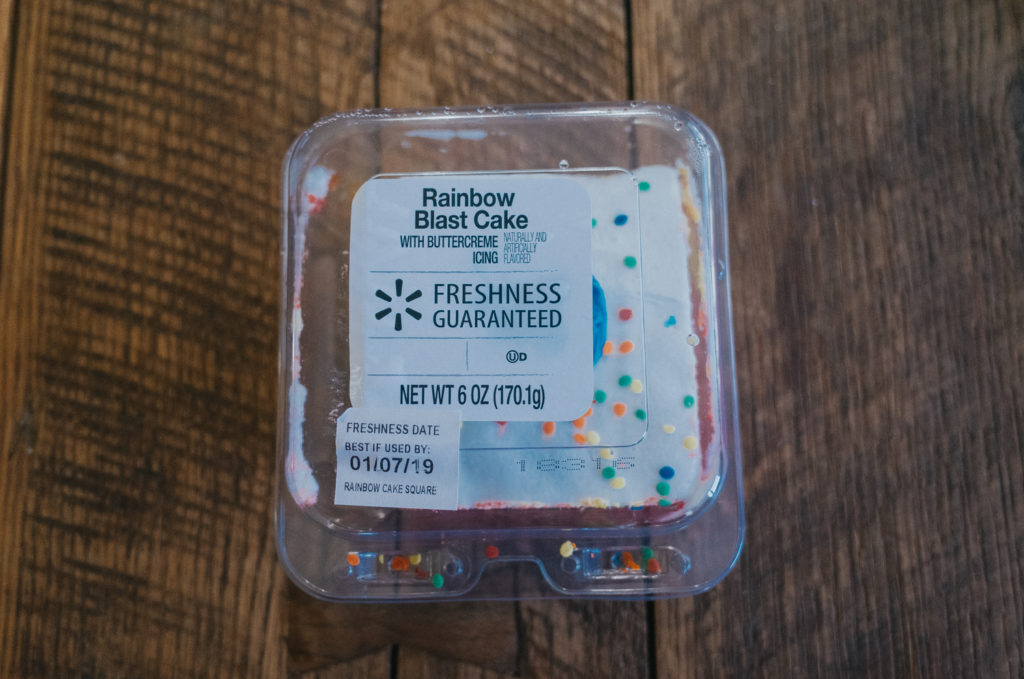 Rainbow
Blast Cake
WITH BUTTERCREME
ICING
NATURALLY AND
ARTIFICIALLY
FLAVORED
FRESHNESS
GUARANTEED
UD
NET WT 6 OZ (170.1g)
FRESHNESS DATE
BEST IF USED BY:
01/07/19
RAINBOW CAKE SQUARE